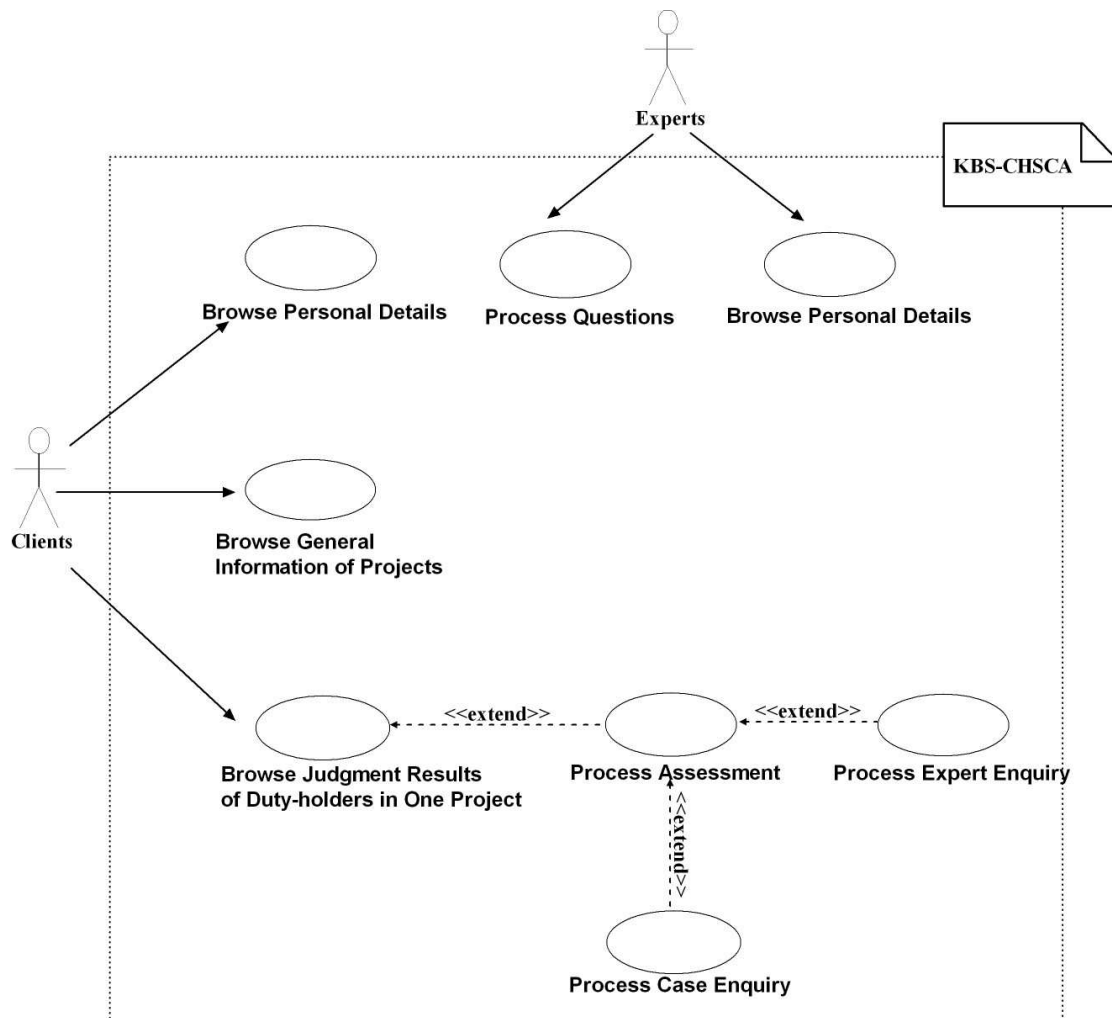 Experts
KBS-CHSCA
Browse Personal Details
Process Questions
Browse Personal Details
Clients
Browse General
Information of Projects
<<extend>>
<<extend>>
Browse Judgment Results
of Duty-holders in One Project
Process Assessment
Process Expert Enquiry
<<extend>>
Process Case Enquiry